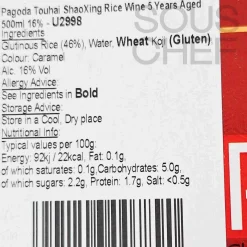 Pagoda Touhai ShaoXing Rice Wine 5 Years Aged
500ml 16% - U2998
Ingredients
Glutinous Rice (46%), Water, Wheat Koji (Gluten),
Colour: Caramel
Alc. 16% Vol
Allergy Advice:
See Ingredients in Bold
Storage Advice:
Store in a Cool, Dry place
Nutritional Info:
Typical values per 100g:
Energy: 92kj / 22kcal, Fat: 0.1g,
of which saturates: 0.1g,Carbohydrates: 5.0g,
of which sugars: 2.2g, Protein: 1.7g, Salt: <0.5g
SOUS
CHEF